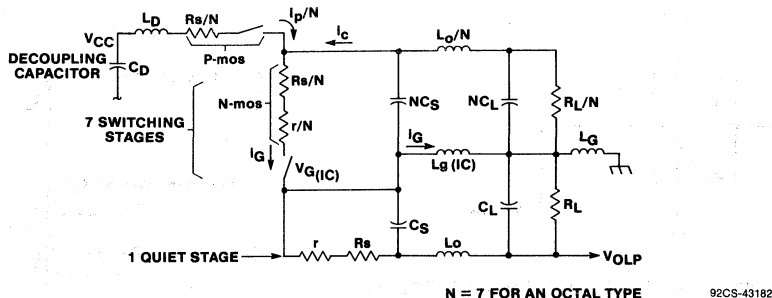 LD
Rs/N
Ip/N
VCC
ic
Lo/N
P-mos
DECOUPLING
CAPACITOR
CD
Rs/N
N-mos
NCS
NCL
RL/N
7 SWITCHING
STAGES
r/N
iG
LG
iG
VG(IC)
Lg (IC)
CS
CL
RL
1 QUIET STAGE
r
Rs
Lo
VOLP
N = 7 FOR AN OCTAL TYPE
92CS-43182